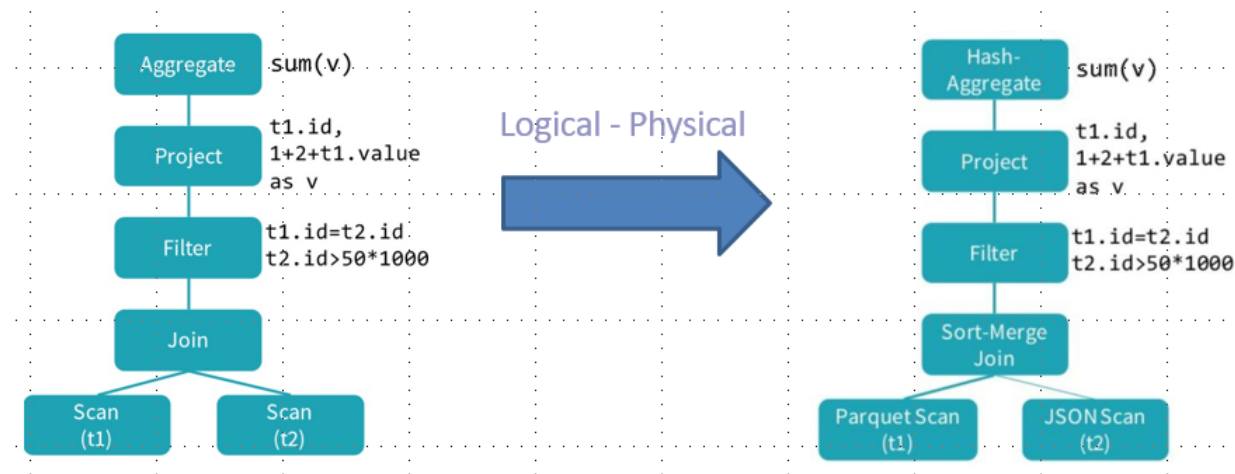 Aggregate
sum(v)
Project
t1.id,
1+2+t1.value
as v
Filter
t1.id=t2.id
t2.id>50*1000
Join
Scan
(t1)
Scan
(t2)
Logical - Physical
Hash-
Aggregate
sum(v)
Project
t1.id,
1+2+t1.value
as v
Filter
t1.id=t2.id
t2.id>50*1000
Sort-Merge
Join
Parquet Scan
(t1)
JSON Scan
(t2)